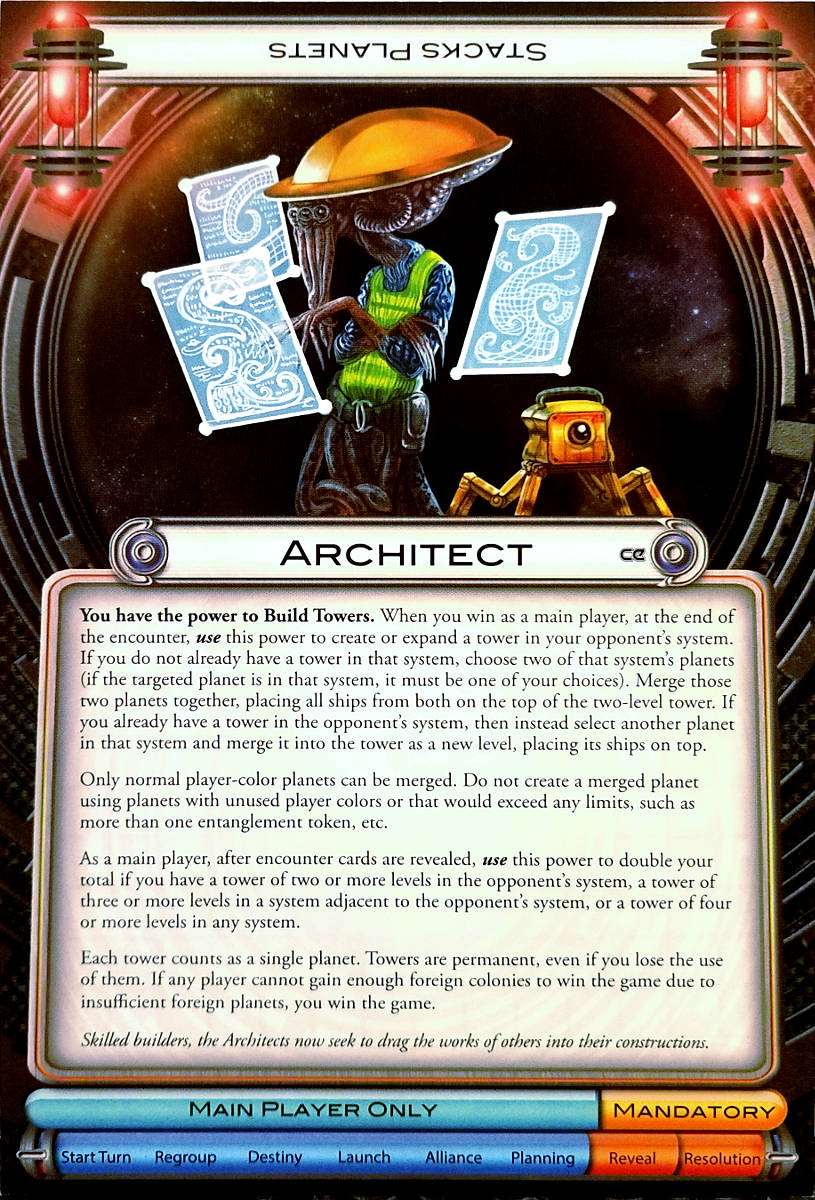 STACKS PLANETS
ARCHITECT
ce
You have the power to Build Towers. When you win as a main player, at the end of
the encounter, use this power to create or expand a tower in your opponent's system.
If you do not already have a tower in that system, choose two of that system's planets
(if the targeted planet is in that system, it must be one of your choices). Merge those
two planets together, placing all ships from both on the top of the two-level tower. If
you already have a tower in the opponent's system, then instead select another planet
in that system and merge it into the tower as a new level, placing its ships on top.
Only normal player-color planets can be merged. Do not create a merged planet
using planets with unused player colors or that would exceed any limits, such as
more than one entanglement token, etc.
As a main player, after encounter cards are revealed, use this power to double your
total if you have a tower of two or more levels in the opponent's system, a tower of
three or more levels in a system adjacent to the opponent's system, or a tower of four
or more levels in any system.
Each tower counts as a single planet. Towers are permanent, even if you lose the use
of them. If any player cannot gain enough foreign colonies to win the game due to
insufficient foreign planets, you win the game.
Skilled builders, the Architects now seek to drag the works of others into their constructions.
MAIN PLAYER ONLY
MANDATORY
Start Turn Regroup Destiny Launch Alliance Planning Reveal Resolution